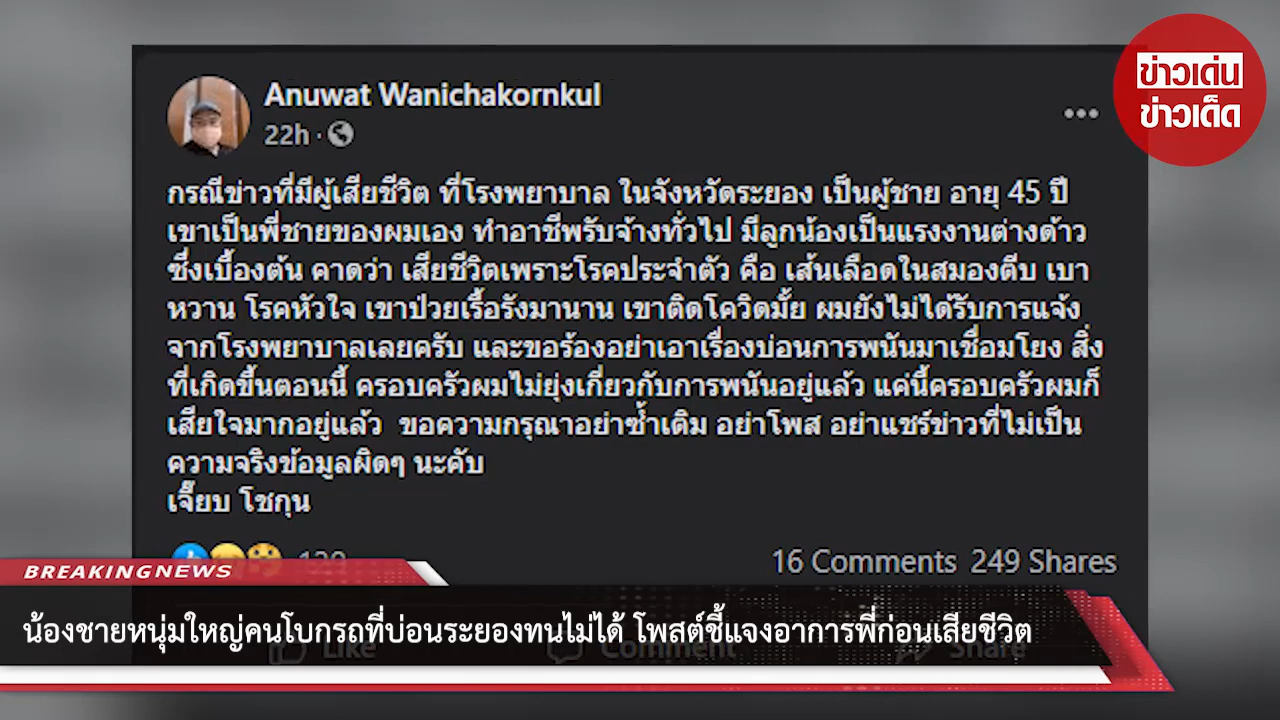 Anuwat Wanichakornkul
22h ·
ข่าวเด่น
ข่าวเด็ด
กรณีข่าวที่มีผู้เสียชีวิต ที่โรงพยาบาล ในจังหวัดระยอง เป็นผู้ชาย อายุ 45 ปี
เขาเป็นพี่ชายของผมเอง ทำอาชีพรับจ้างทั่วไป มีลูกน้องเป็นแรงงานต่างด้าว
ซึ่งเบื้องต้น คาดว่า เสียชีวิตเพราะโรคประจำตัว คือ เส้นเลือดในสมองตีบ เบา
หวาน โรคหัวใจ เขาป่วยเรื้อรังมานาน เขาติดโควิดมั้ย ผมยังไม่ได้รับการแจ้ง
จากโรงพยาบาลเลยครับ และขอร้องอย่าเอาเรื่องบ่อนการพนันมาเชื่อมโยง สิ่ง
ที่เกิดขึ้นตอนนี้ ครอบครัวผมไม่ยุ่งเกี่ยวกับการพนันอยู่แล้ว แค่นี้ครอบครัวผมก็
เสียใจมากอยู่แล้ว ขอความกรุณาอย่าซ้ำเติม อย่าโพส อย่าแชร์ข่าวที่ไม่เป็น
ความจริงข้อมูลผิดๆ นะคับ
เจี๊ยบ โชกุน
16 Comments 249 Shares
BREAKING NEWS
น้องชายหนุ่มใหญ่คนโบกรถที่บ่อนระยองทนไม่ได้ โพสต์ชี้แจงอาการพี่ก่อนเสียชีวิต
Like Comment Share